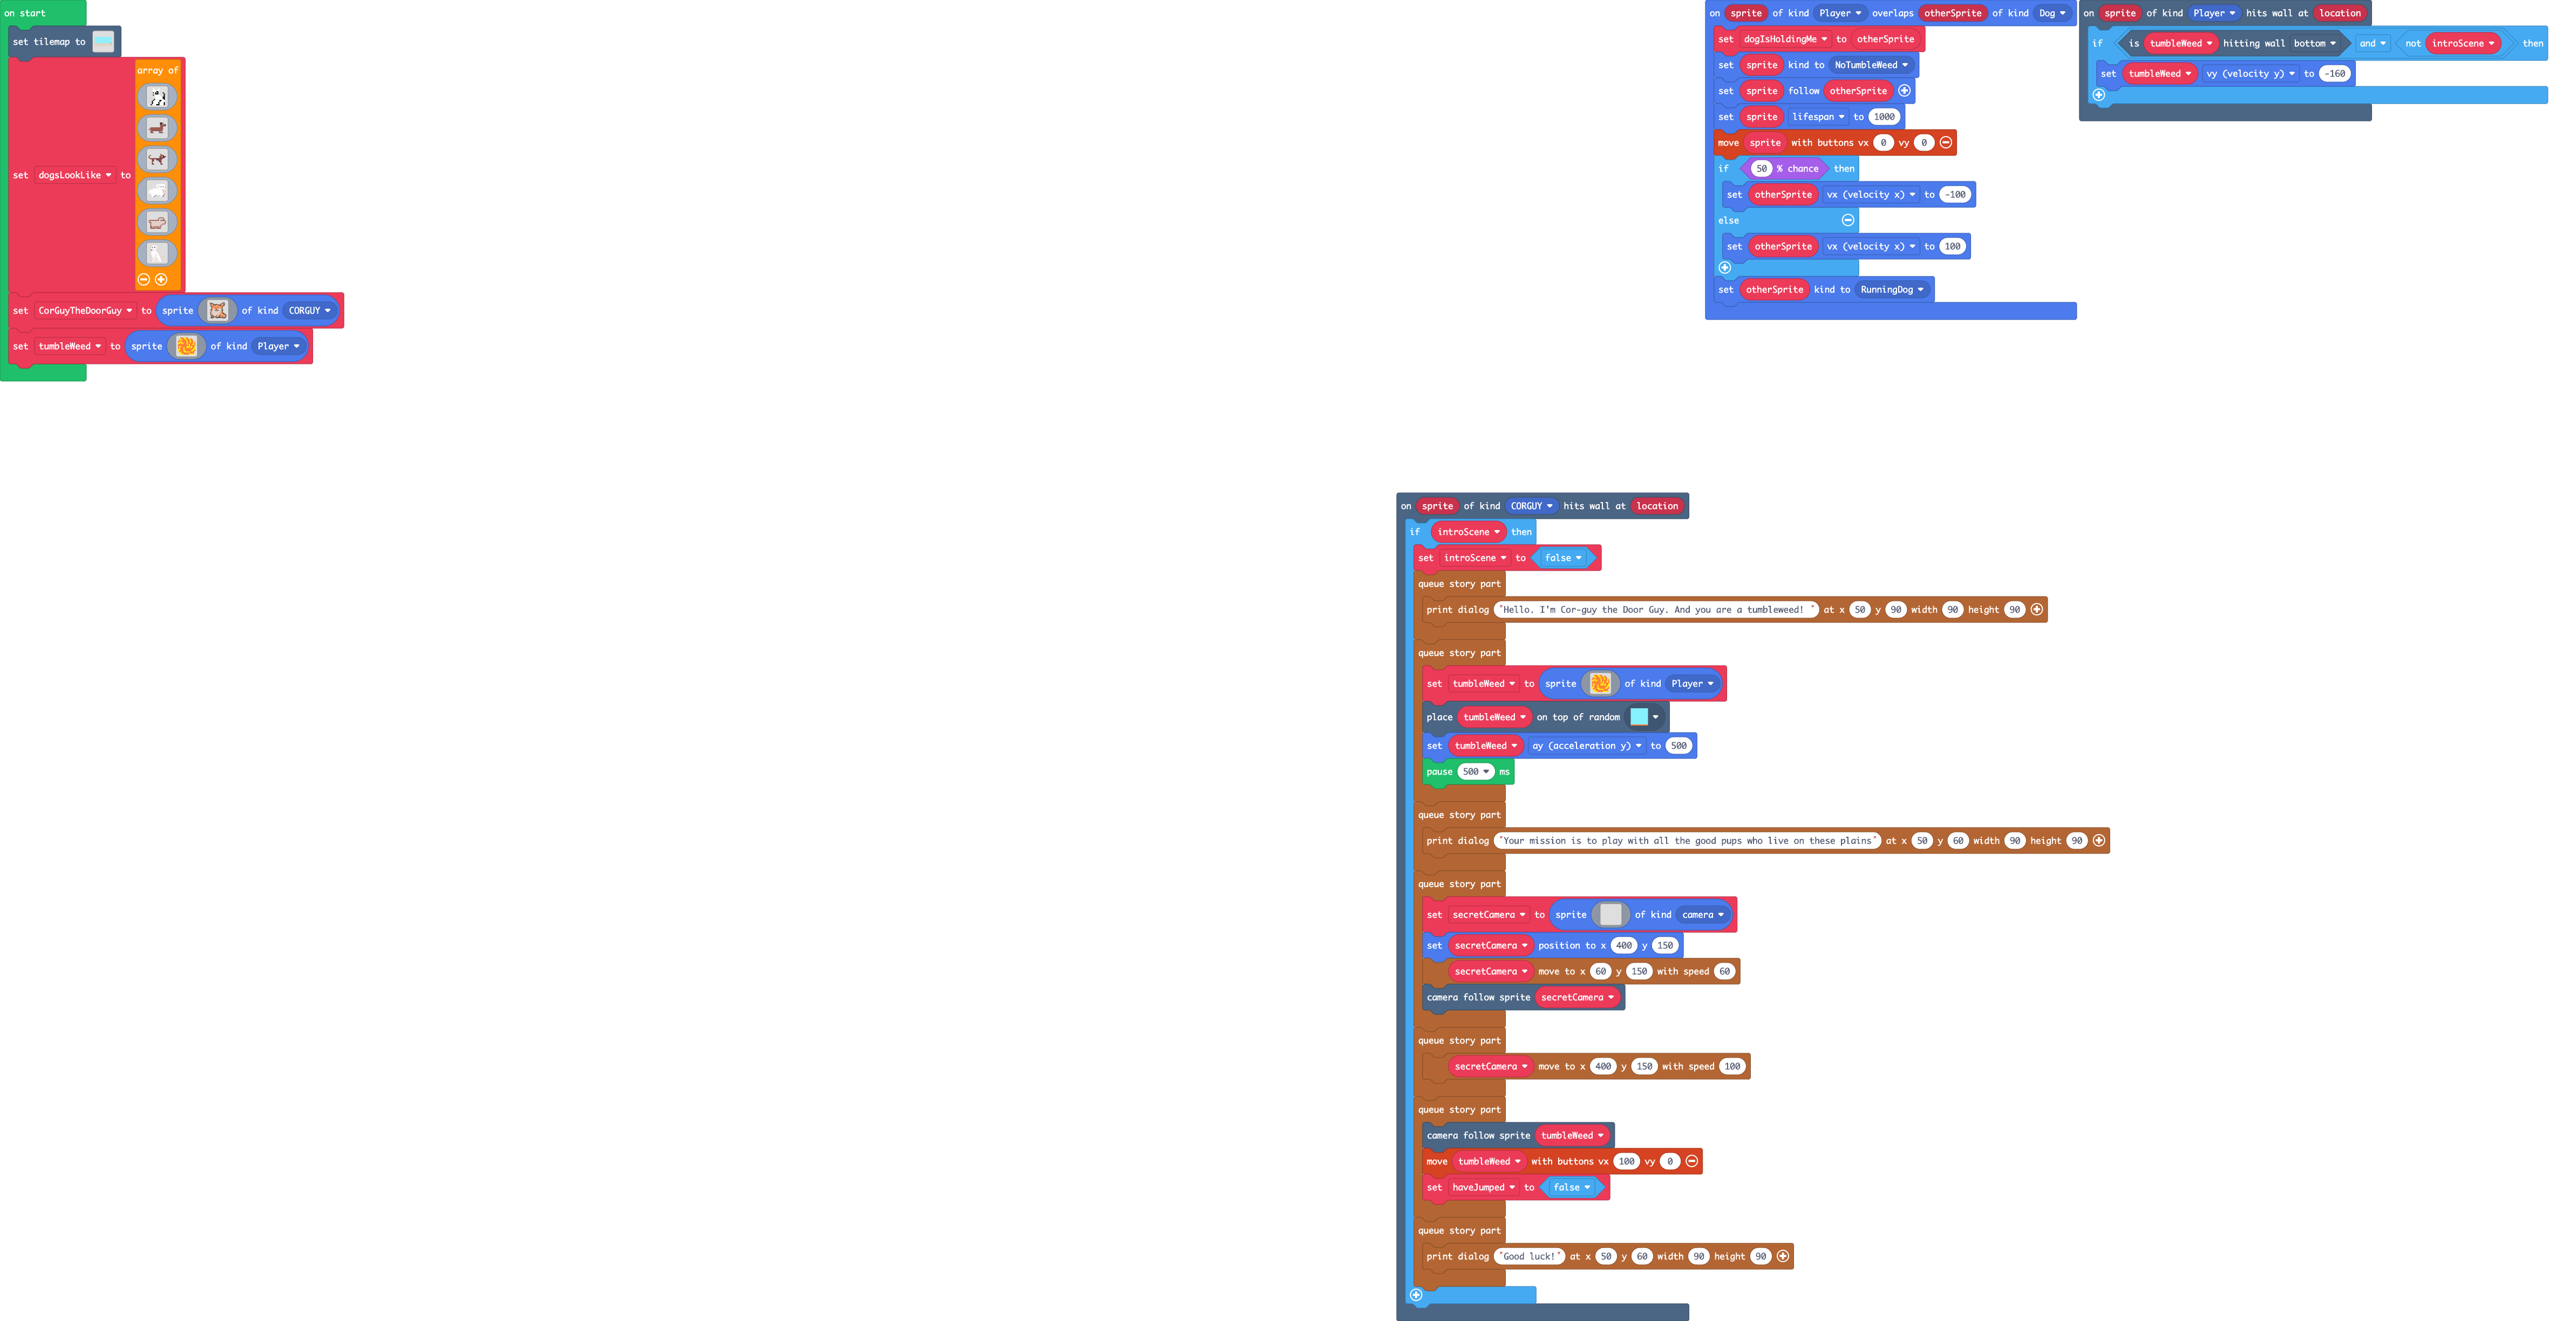 on start
set tilemap to
array of
set dogsLookLike to
set CorGuyTheDoorGuy to sprite of kind CORGUY
set tumbleWeed to sprite of kind Player
on sprite of kind Player overlaps otherSprite of kind Dog
set dogIsHoldingMe to otherSprite
set sprite kind to NoTumbleWeed
set sprite follow otherSprite
set sprite lifespan to 1000
move sprite with buttons vx 0 vy 0
if 50 % chance then
set otherSprite vx (velocity x) to -100
else
set otherSprite vx (velocity x) to 100
set otherSprite kind to RunningDog
on sprite of kind Player hits wall at location
if is tumbleWeed hitting wall bottom and not introScene then
set tumbleWeed vy (velocity y) to -160
on sprite of kind CORGUY hits wall at location
if introScene then
set introScene to false
queue story part
print dialog "Hello. I'm Cor-guy the Door Guy. And you are a tumbleweed! " at x 50 y 90 width 90 height 90
queue story part
set tumbleWeed to sprite of kind Player
place tumbleWeed on top of random
set tumbleWeed ay (acceleration y) to 500
pause 500 ms
queue story part
print dialog "Your mission is to play with all the good pups who live on these plains" at x 50 y 60 width 90 height 90
queue story part
set secretCamera to sprite of kind camera
set secretCamera position to x 400 y 150
secretCamera move to x 60 y 150 with speed 60
camera follow sprite secretCamera
queue story part
secretCamera move to x 400 y 150 with speed 100
queue story part
camera follow sprite tumbleWeed
move tumbleWeed with buttons vx 100 vy 0
set haveJumped to false
queue story part
print dialog "Good luck!" at x 50 y 60 width 90 height 90